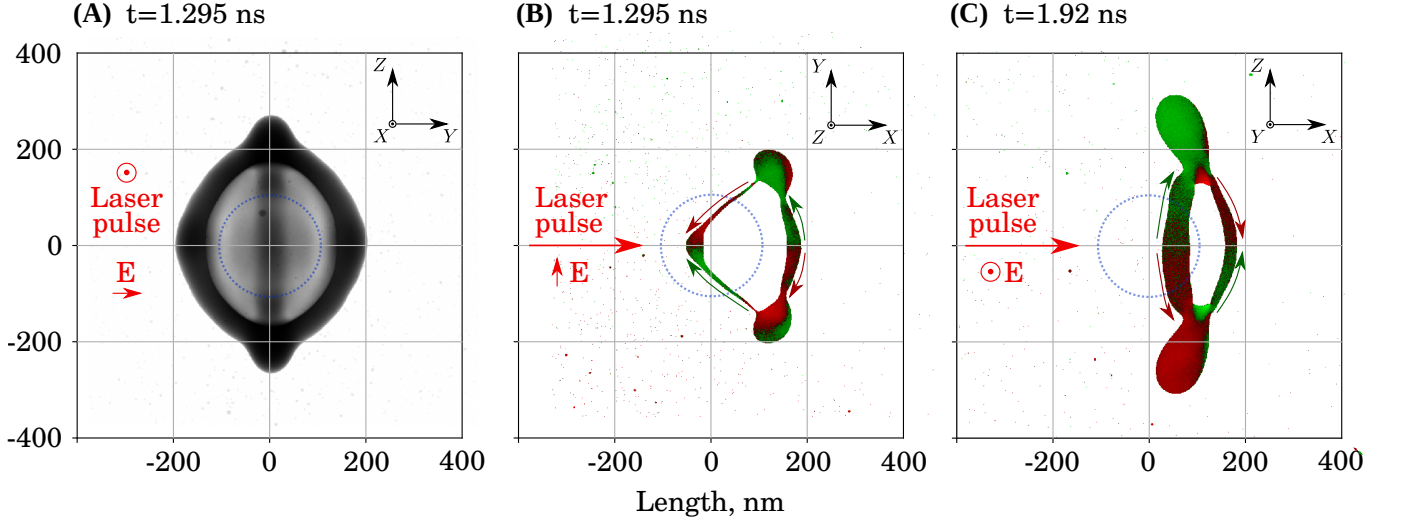 (A) t=1.295 ns
(B) t=1.295 ns
(C) t=1.92 ns
400
200
0
-200
-400
Z
X
Y
Laser
pulse
E
-200
0
200
Y
Z
X
Laser
pulse
E
-200
0
200
400
Z
Y
X
Laser
pulse
E
-200
0
200
400
Length, nm